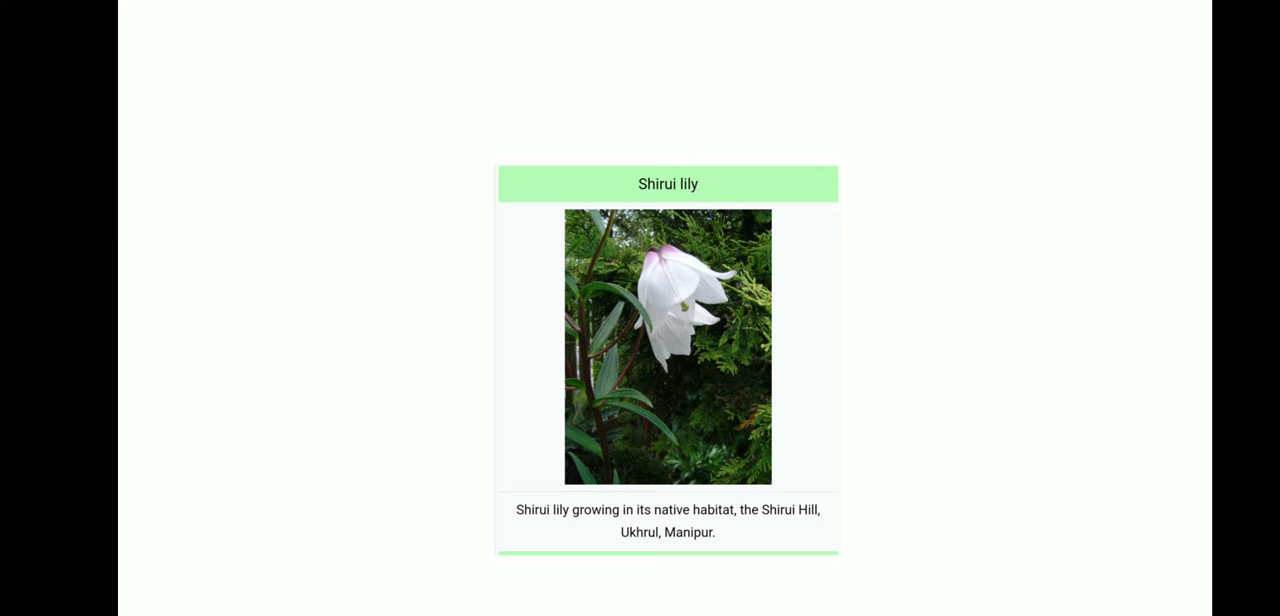 Shirui lily
Shirui lily growing in its native habitat, the Shirui Hill,
Ukhrul, Manipur.